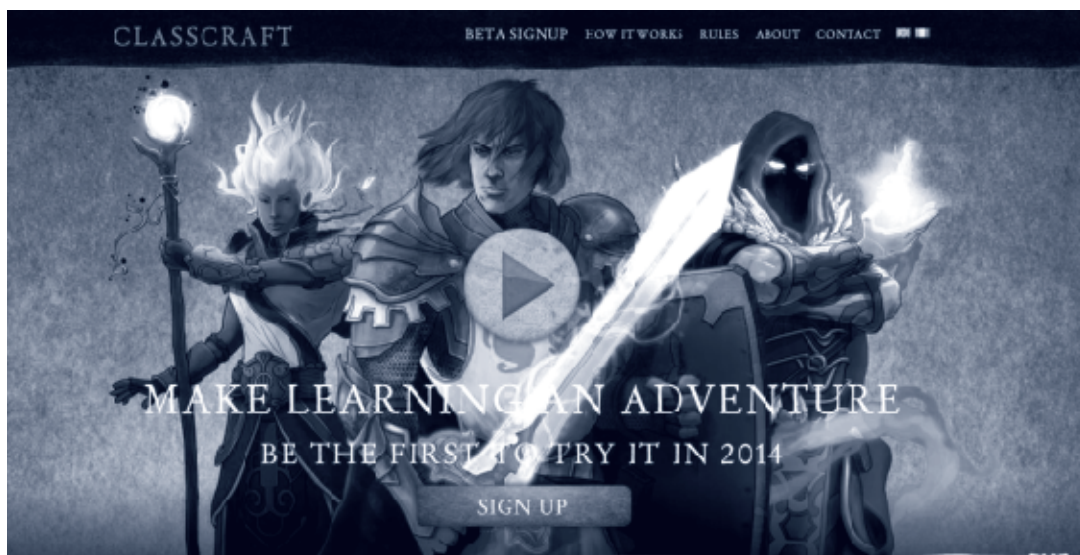 CLASSCRAFT
BETA SIGNUP HOW IT WORKS RULES ABOUT CONTACT
MAKE LEARNING AN ADVENTURE
BE THE FIRST TO TRY IT IN 2014
SIGN UP